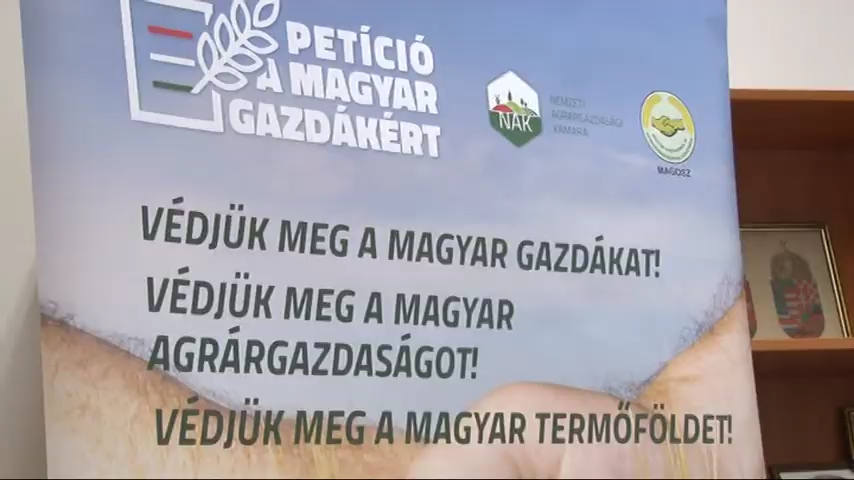 PETÍCIÓ
A MAGYAR
GAZDÁKÉRT
NAK
NEMZETI
AGRÁRGAZDASÁGI
KAMARA
MAGOSZ
VÉDJÜK MEG A MAGYAR GAZDÁKAT!
VÉDJÜK MEG A MAGYAR
AGRÁRGAZDASÁGOT!
VÉDJÜK MEG A MAGYAR TERMŐFÖLDET!